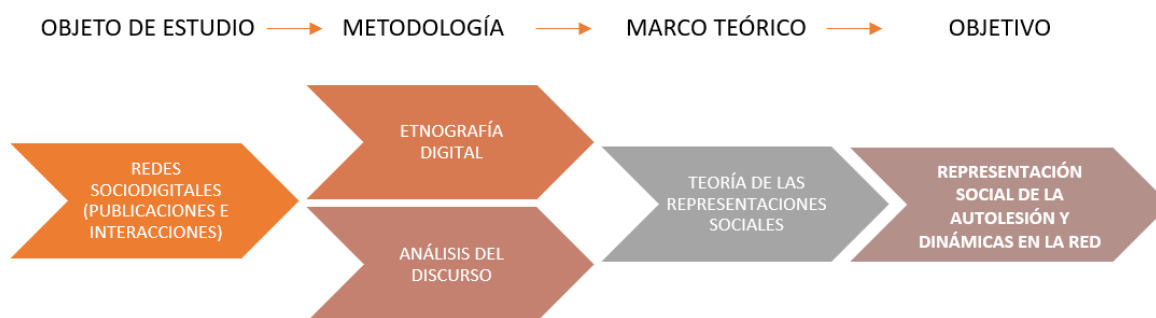 OBJETO DE ESTUDIO
METODOLOGÍA
MARCO TEÓRICO
OBJETIVO
REDES
SOCIODIGITALES
(PUBLICACIONES E
INTERACCIONES)
ETNOGRAFÍA
DIGITAL
ANÁLISIS DEL
DISCURSO
TEORÍA DE LAS
REPRESENTACIONES
SOCIALES
REPRESENTACIÓN
SOCIAL DE LA
AUTOLESIÓN Y
DINÁMICAS EN LA RED